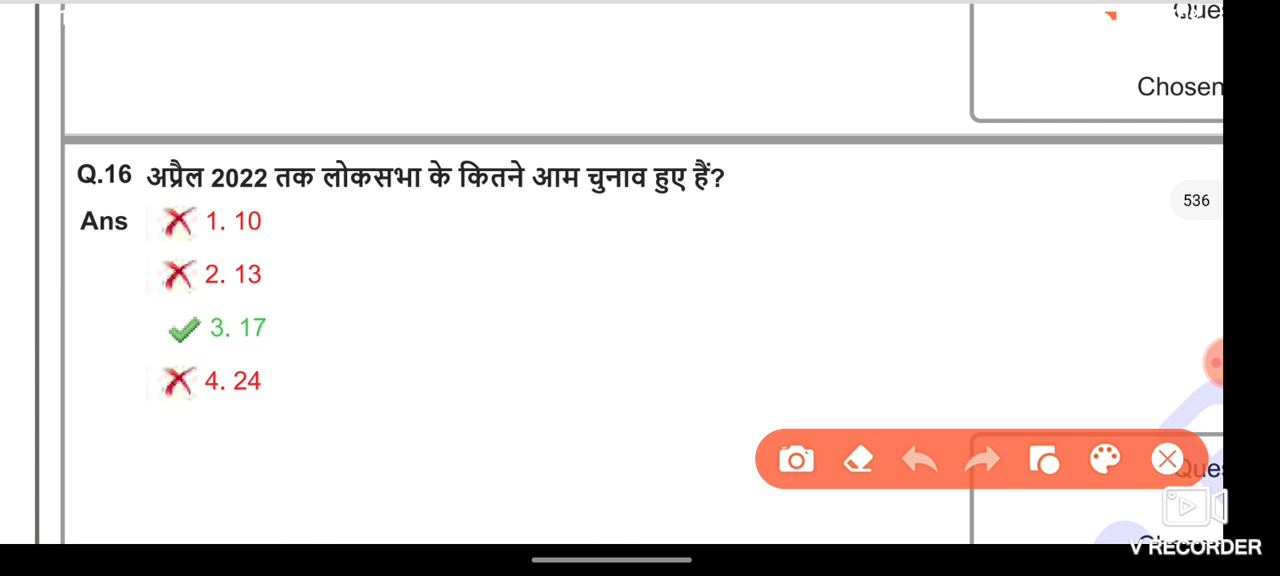 Chosen
Q.16 अप्रैल 2022 तक लोकसभा के कितने आम चुनाव हुए हैं?
536
Ans 1. 10
2. 13
3. 17
4. 24
V RECORDER